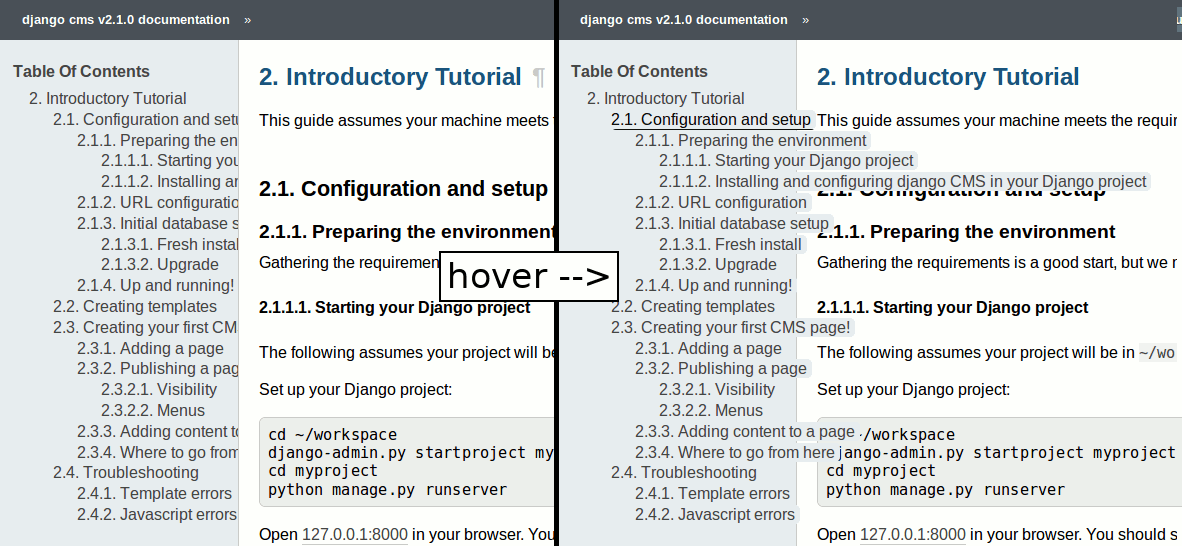 django cms v2.1.0 documentation »
Table Of Contents
2. Introductory Tutorial
2.1. Configuration and setu
2.1.1. Preparing the en
2.1.1.1. Starting you
2.1.1.2. Installing an
2.1.2. URL configuratio
2.1.3. Initial database s
2.1.3.1. Fresh instal
2.1.3.2. Upgrade
2.1.4. Up and running!
2.2. Creating templates
2.3. Creating your first CM
2.3.1. Adding a page
2.3.2. Publishing a pag
2.3.2.1. Visibility
2.3.2.2. Menus
2.3.3. Adding content to
2.3.4. Where to go from
2.4. Troubleshooting
2.4.1. Template errors
2.4.2. Javascript errors
2. Introductory Tutorial ¶
This guide assumes your machine meets
2.1. Configuration and setup
2.1.1. Preparing the environment
Gathering the requiremen
2.1.1.1. Starting your Django project
The following assumes your project will be
Set up your Django project:
cd ~/workspace
django-admin.py startproject my
cd myproject
python manage.py runserver
Open 127.0.0.1:8000 in your browser. You
hover -->
django cms v2.1.0 documentation »
Table Of Contents
2. Introductory Tutorial
2.1. Configuration and setup
2.1.1. Preparing the environment
2.1.1.1. Starting your Django project
2.1.1.2. Installing and configuring django CMS in your Django project
2.1.2. URL configuration
2.1.3. Initial database setup
2.1.3.1. Fresh install
2.1.3.2. Upgrade
2.1.4. Up and running!
2.2. Creating templates
2.3. Creating your first CMS page!
2.3.1. Adding a page
2.3.2. Publishing a page
2.3.2.1. Visibility
2.3.2.2. Menus
2.3.3. Adding content to a page
2.3.4. Where to go from here
2.4. Troubleshooting
2.4.1. Template errors
2.4.2. Javascript errors
2. Introductory Tutorial
This guide assumes your machine meets the requir
2.1. Configuration and setup
2.1.1. Preparing the environment
Gathering the requirements is a good start, but we
2.1.1.1. Starting your Django project
The following assumes your project will be in ~/wo
Set up your Django project:
/workspace
jango-admin.py startproject myproject
cd myproject
python manage.py runserver
Open 127.0.0.1:8000 in your browser. You should s